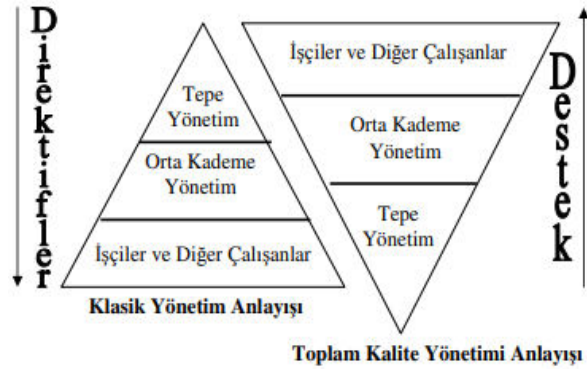 Direktifler
Tepe
Yönetim
Orta Kademe
Yönetim
İşçiler ve Diğer Çalışanlar
Klasik Yönetim Anlayışı
İşçiler ve Diğer Çalışanlar
Orta Kademe
Yönetim
Tepe
Yönetim
Toplam Kalite Yönetimi Anlayışı
Destek